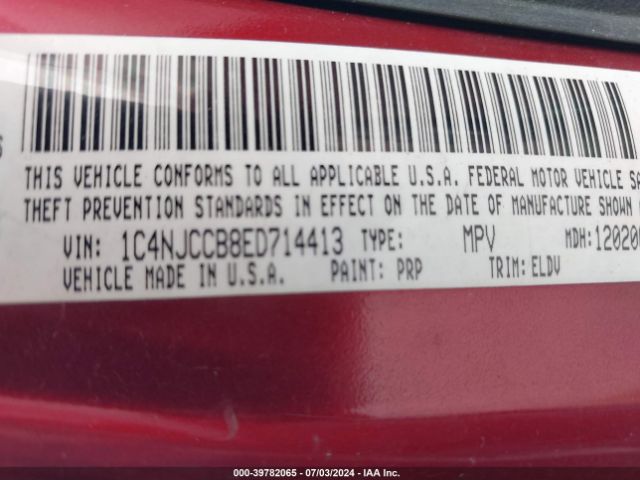 THIS VEHICLE CONFORMS TO ALL APPLICABLE U.S.A. FEDERAL MOTOR VEHICLE SA
THEFT PREVENTION STANDARDS IN EFFECT ON THE DATE OF MANUFACTURE SHOWN
VIN: 1C4NJCCB8ED714413 TYPE: MPV MDH:12020
VEHICLE MADE IN U.S.A. PAINT: PRP TRIM: ELDV
000-39782065 - 07/03/2024 - IAA Inc.